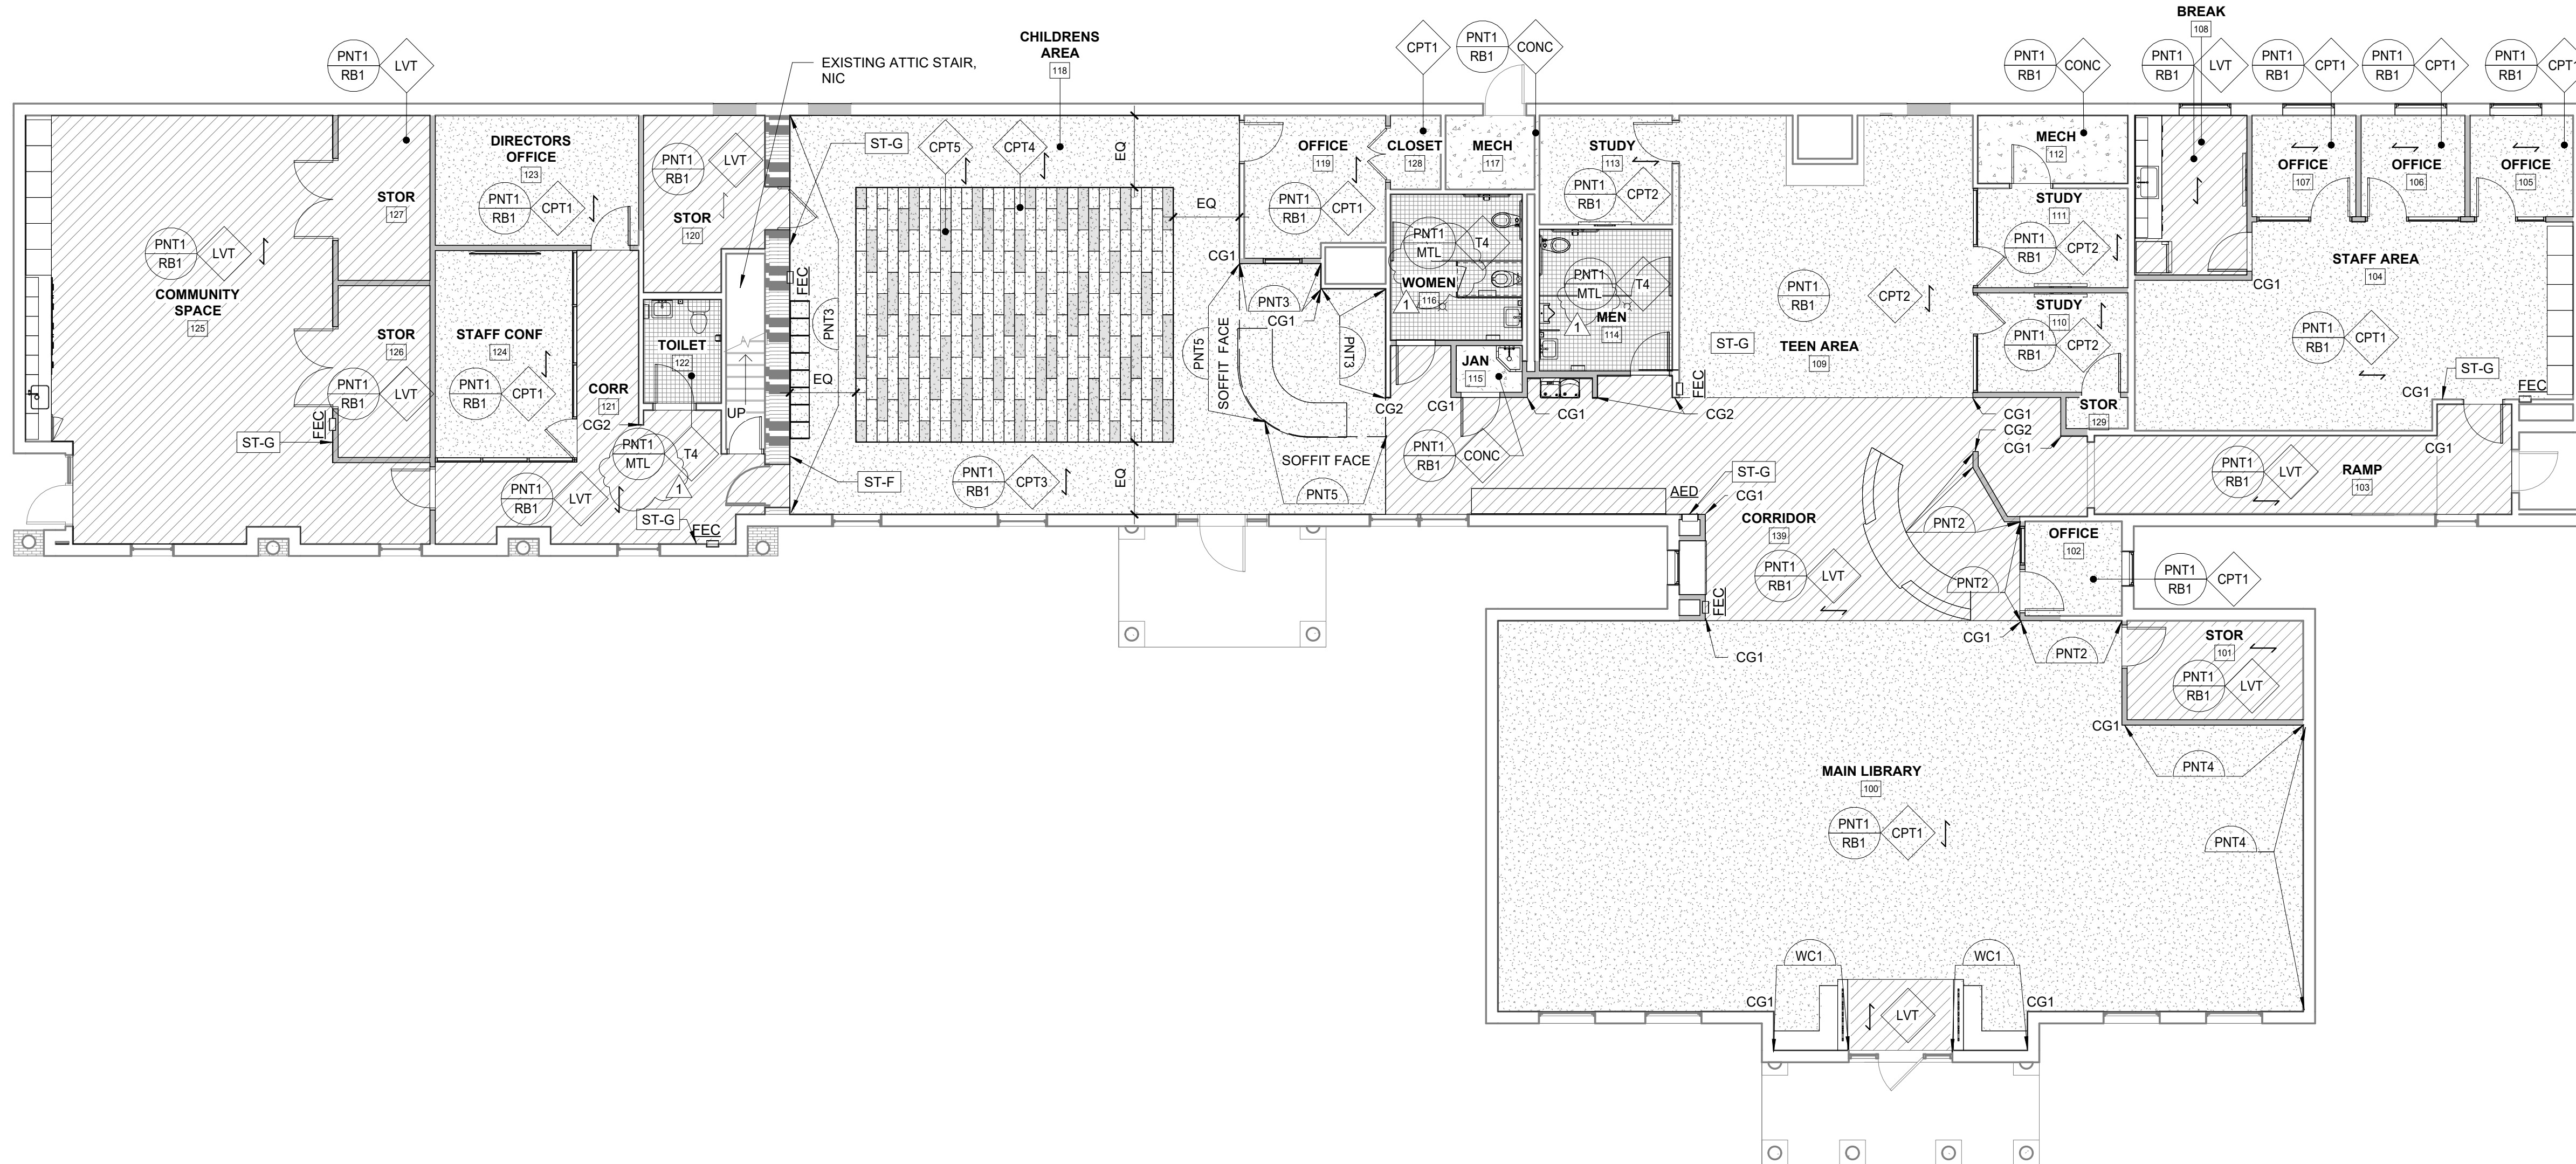 BREAK
108
CHILDRENS
AREA
118
EXISTING ATTIC STAIR,
NIC
PNT1
RB1
LVT
CPT1
PNT1
RB1
CONC
PNT1
RB1
CONC
PNT1
RB1
LVT
PNT1
RB1
CPT1
PNT1
RB1
CPT1
PNT1
RB1
CPT1
STOR
127
DIRECTORS
OFFICE
123
PNT1
RB1
CPT1
PNT1
RB1
LVT
STOR
120
ST-G
CPT5
CPT4
EQ
EQ
OFFICE
119
PNT1
RB1
CPT1
CLOSET
128
MECH
117
STUDY
113
PNT1
RB1
CPT2
MECH
112
STUDY
111
PNT1
RB1
CPT2
OFFICE
107
OFFICE
106
OFFICE
105
COMMUNITY
SPACE
125
PNT1
RB1
LVT
STOR
126
PNT1
RB1
LVT
FEC
ST-G
STAFF CONF
124
PNT1
RB1
CPT1
CORR
121
CG2
TOILET
122
UP
PNT1
MTL
T4
1
PNT1
RB1
LVT
ST-G
FEC
FEC
PNT3
EQ
ST-F
PNT1
RB1
CPT3
EQ
CG1
PNT3
CG1
PNT3
PNT5
SOFFIT FACE
SOFFIT FACE
PNT5
CG2
PNT1
MTL
T4
WOMEN
116
1
PNT1
MTL
T4
MEN
114
1
JAN
115
CG1
PNT1
RB1
CONC
CG1
CG2
FEC
ST-G
PNT1
RB1
CPT2
TEEN AREA
109
STUDY
110
PNT1
RB1
CPT2
STOR
129
CG1
CG2
CG1
STAFF AREA
104
CG1
PNT1
RB1
CPT1
ST-G
CG1
FEC
CG1
PNT1
RB1
LVT
RAMP
103
AED
ST-G
CG1
CORRIDOR
139
PNT1
RB1
LVT
FEC
CG1
PNT2
PNT2
OFFICE
102
PNT1
RB1
CPT1
CG1
PNT2
STOR
101
PNT1
RB1
LVT
CG1
PNT4
PNT4
MAIN LIBRARY
100
PNT1
RB1
CPT1
WC1
WC1
CG1
CG1
LVT